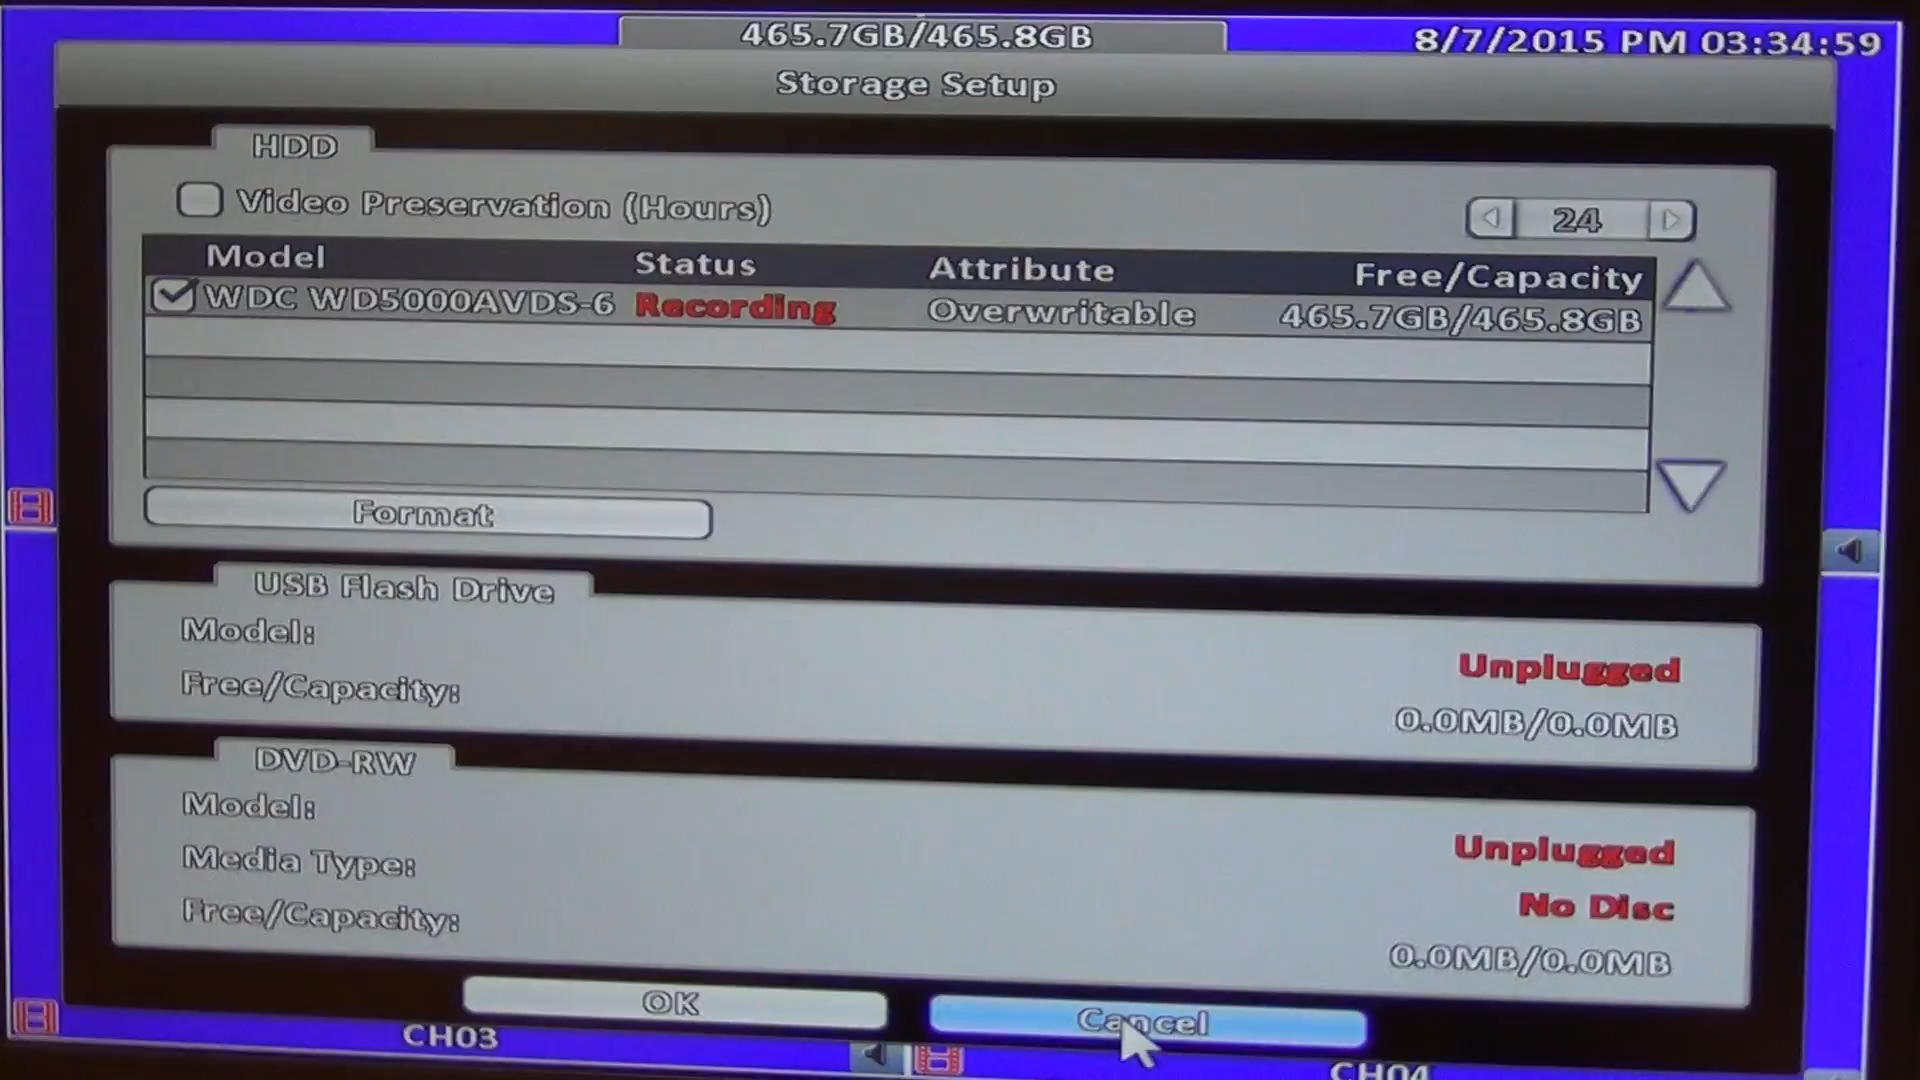 465.7GB/465.8GB
8/7/2015 PM 03:34:59
Storage Setup
HDD
Video Preservation (Hours)
24
Model Status Attribute Free/Capacity
WDC WD5000AVDS-6 Recording Overwritable 465.7GB/465.8GB
Format
USB Flash Drive
Model: Unplugged
Free/Capacity: 0.0MB/0.0MB
DVD-RW
Model: Unplugged
Media Type: No Disc
Free/Capacity: 0.0MB/0.0MB
OK Cancel
CH03
CH04